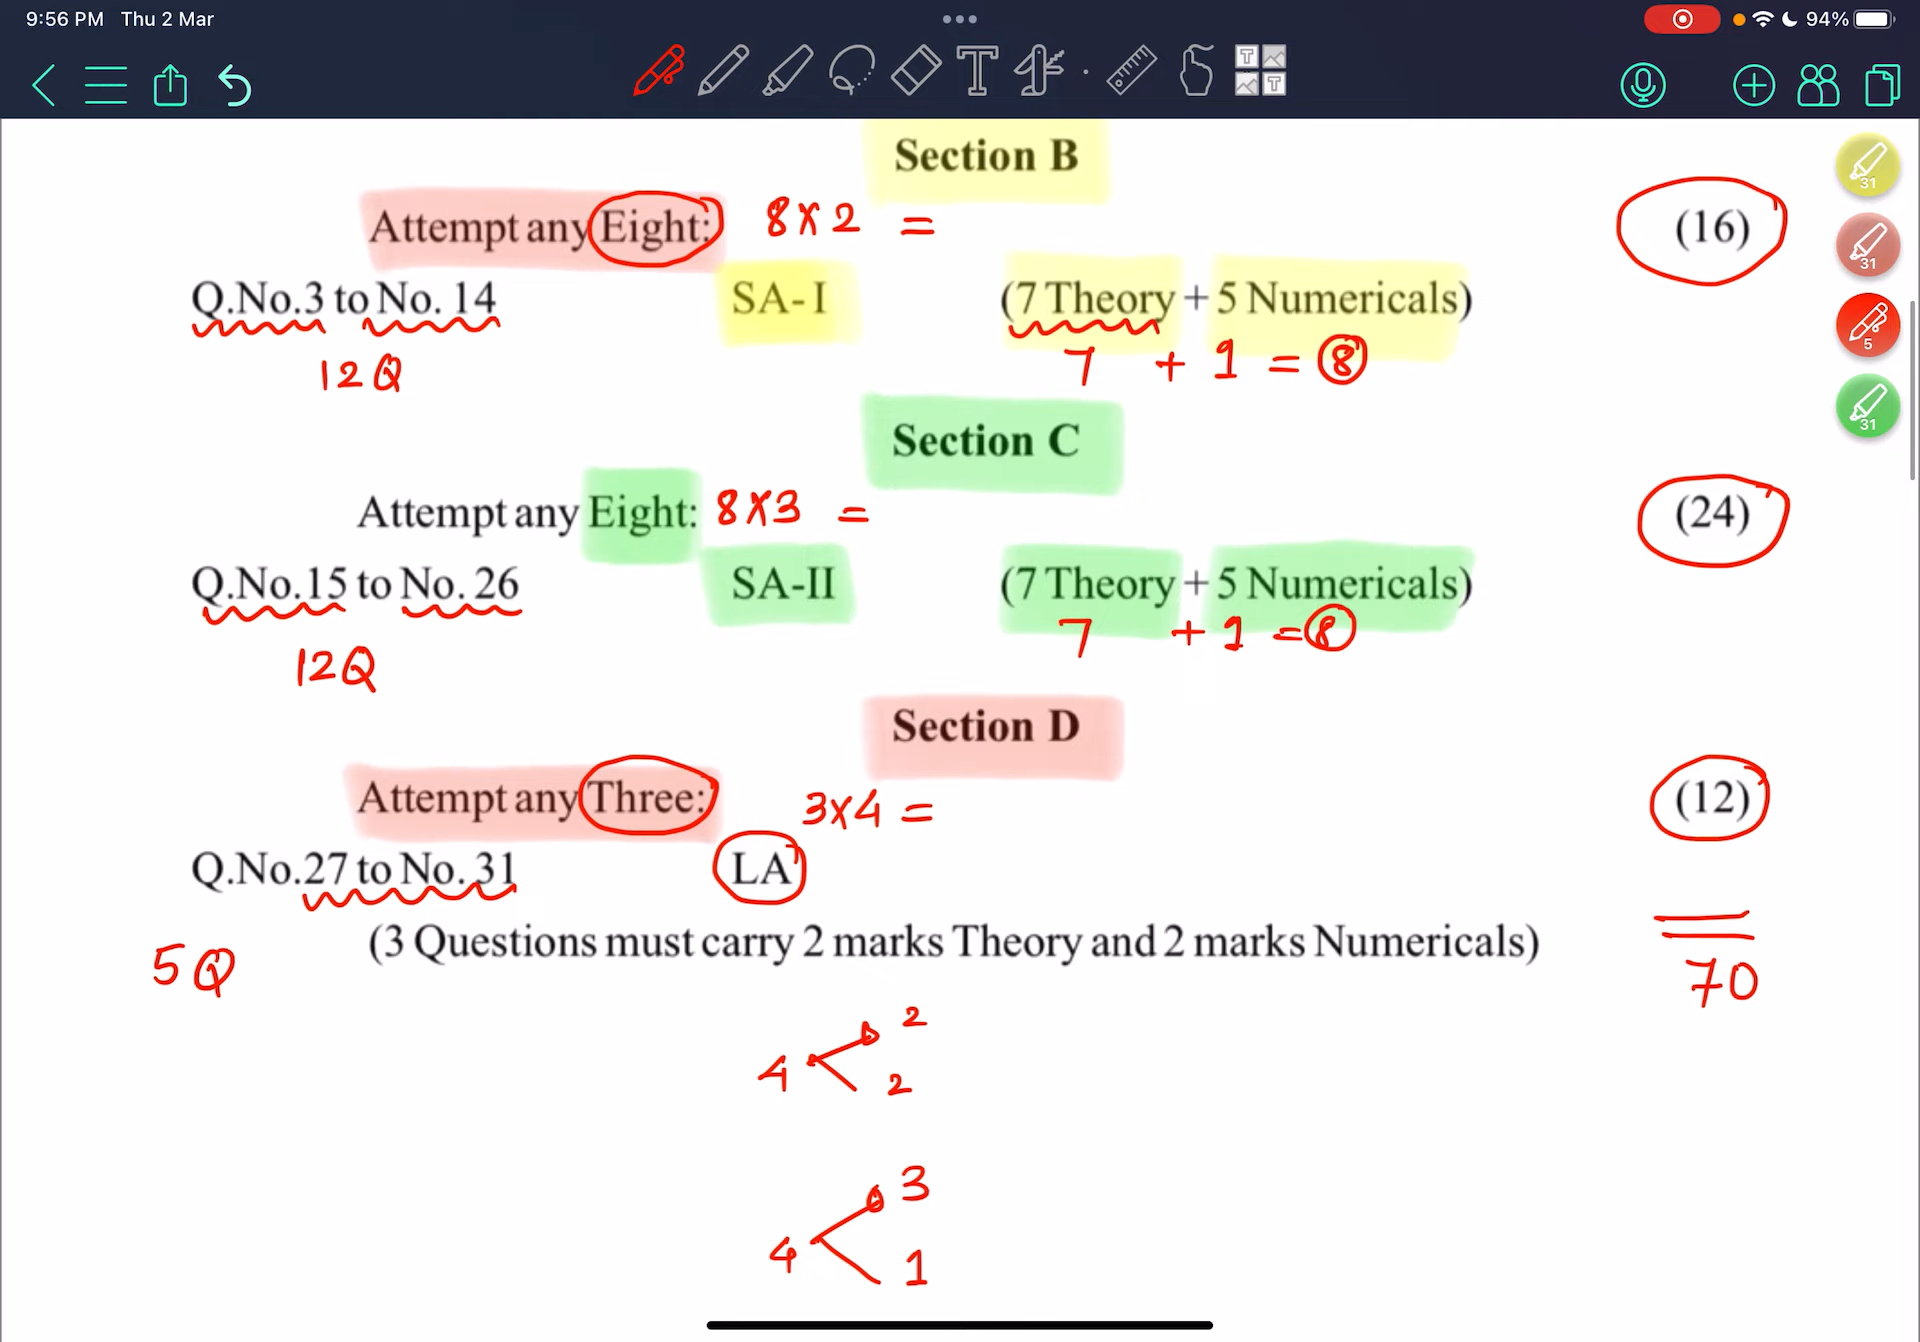 9:56 PM Thu 2 Mar
94%
Section B
Attempt any Eight: 8x2 = (16)
Q.No.3 to No. 14 SA-I (7 Theory + 5 Numericals)
12Q 7 + 1 = 8
Section C
Attempt any Eight: 8x3 = (24)
Q.No.15 to No. 26 SA-II (7 Theory + 5 Numericals)
12Q 7 + 1 = 8
Section D
Attempt any Three: 3x4 = (12)
Q.No.27 to No. 31 LA
5Q (3 Questions must carry 2 marks Theory and 2 marks Numericals)
70
4 2
2
4 3
1
31
31
5
31
T
T
T